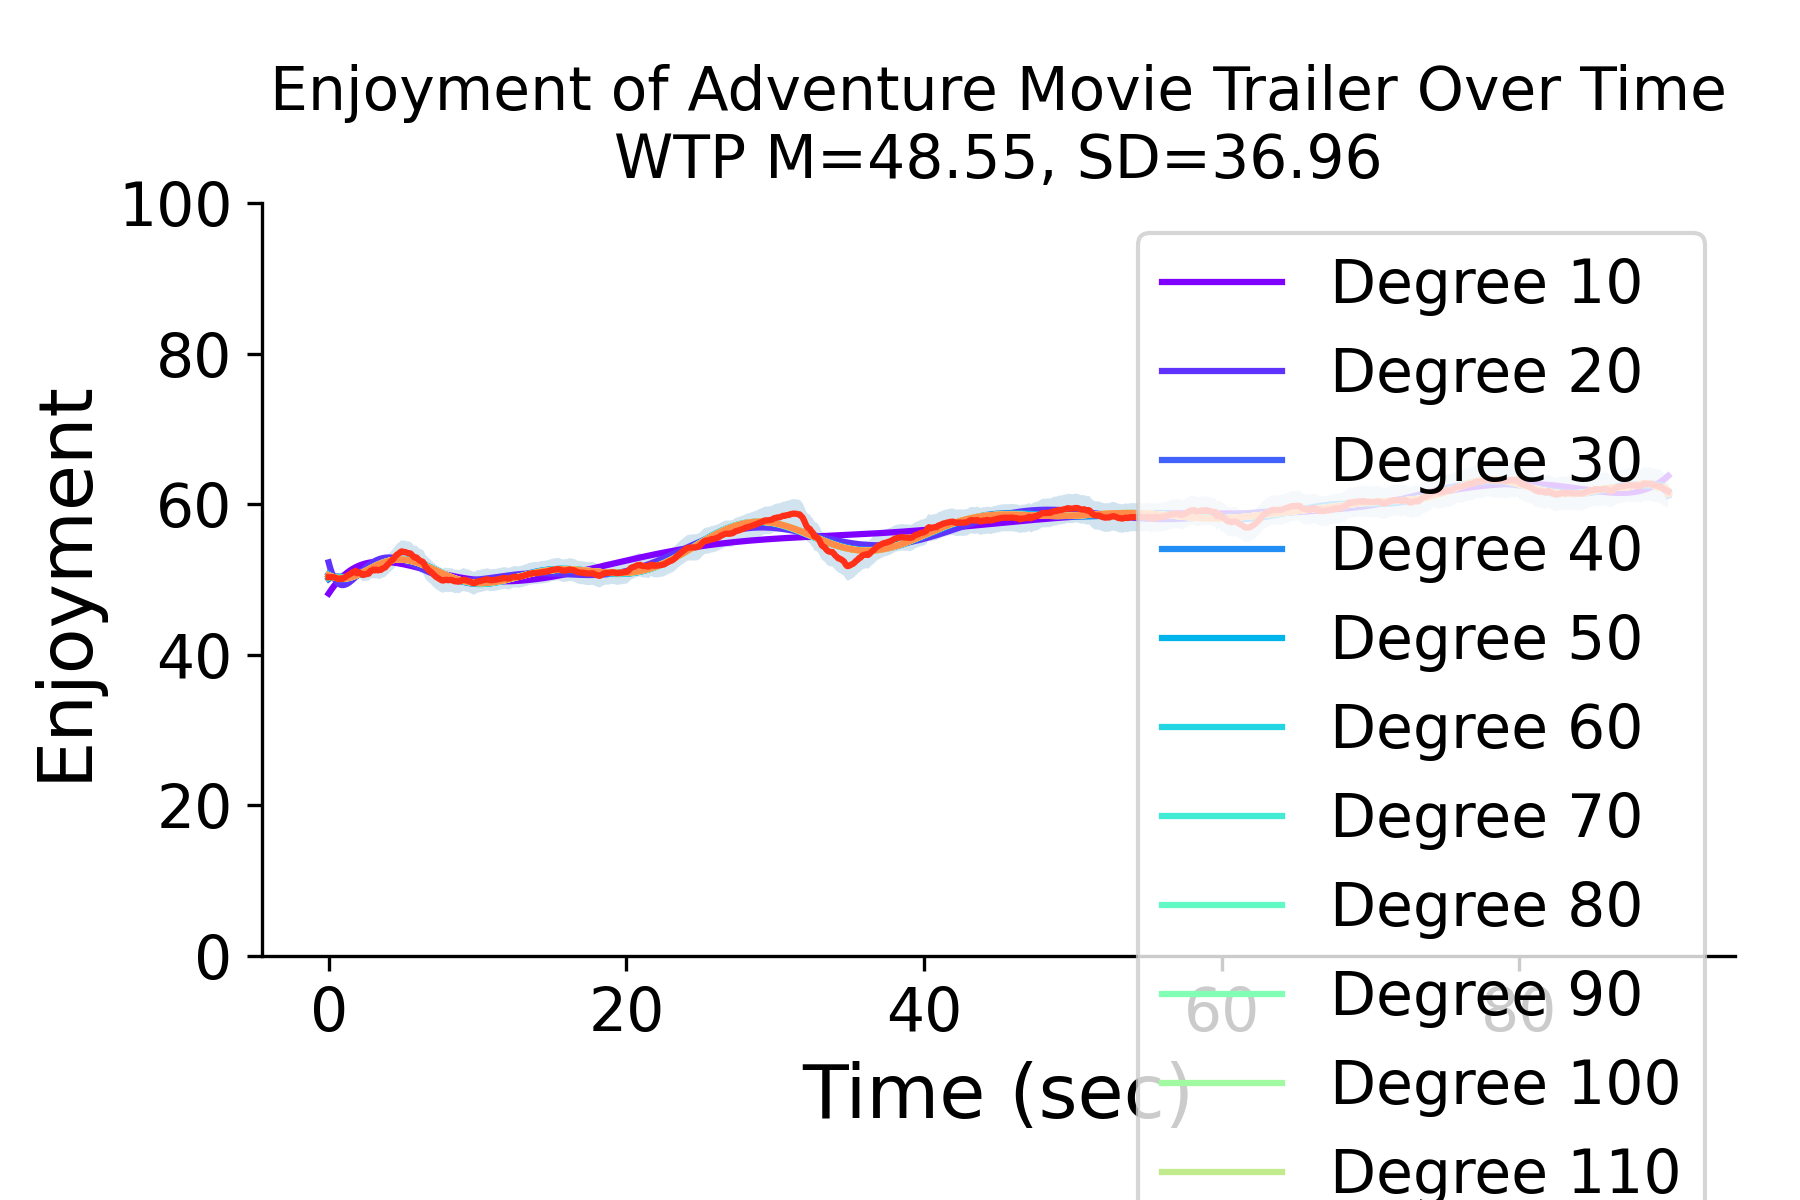 Enjoyment of Adventure Movie Trailer Over Time
WTP M=48.55, SD=36.96
Enjoyment
100
80
60
40
20
0
0
20
40
60
80
Time (sec)
Degree 10
Degree 20
Degree 30
Degree 40
Degree 50
Degree 60
Degree 70
Degree 80
Degree 90
Degree 100
Degree 110